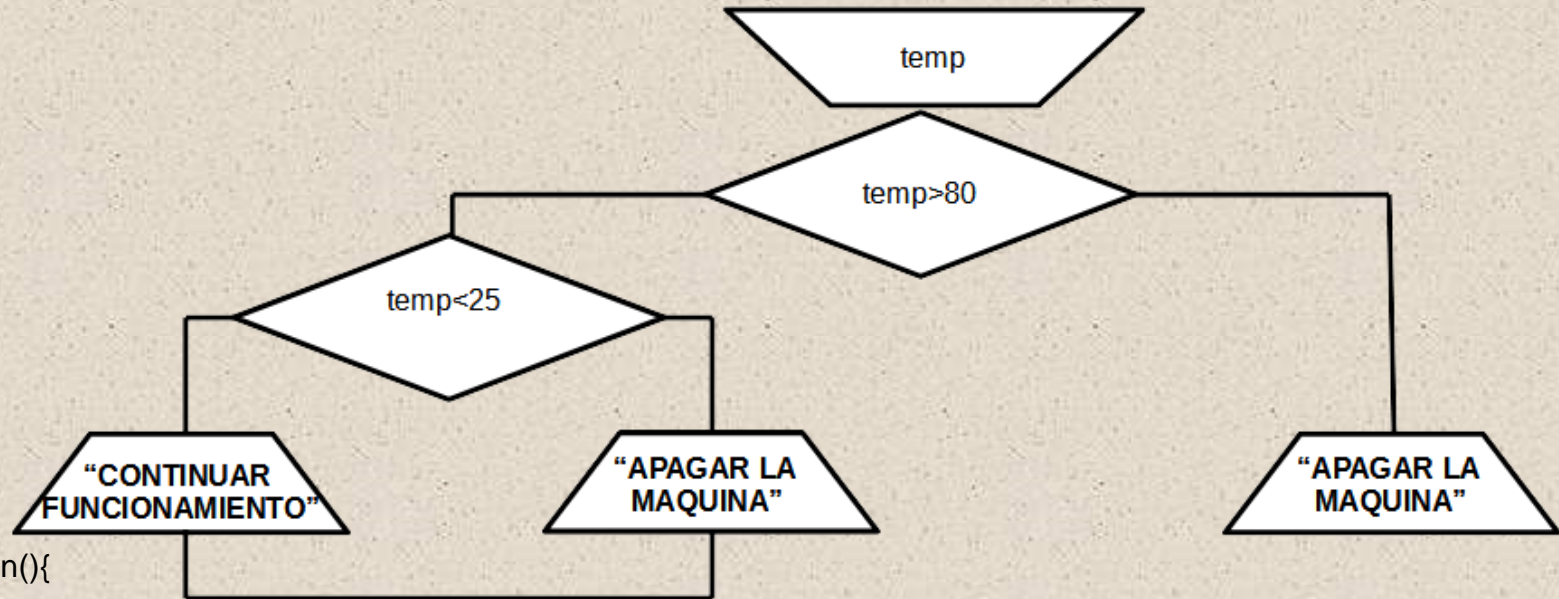 temp
temp>80
temp<25
“CONTINUAR
FUNCIONAMIENTO”
“APAGAR LA
MAQUINA”
“APAGAR LA
MAQUINA”
n(){